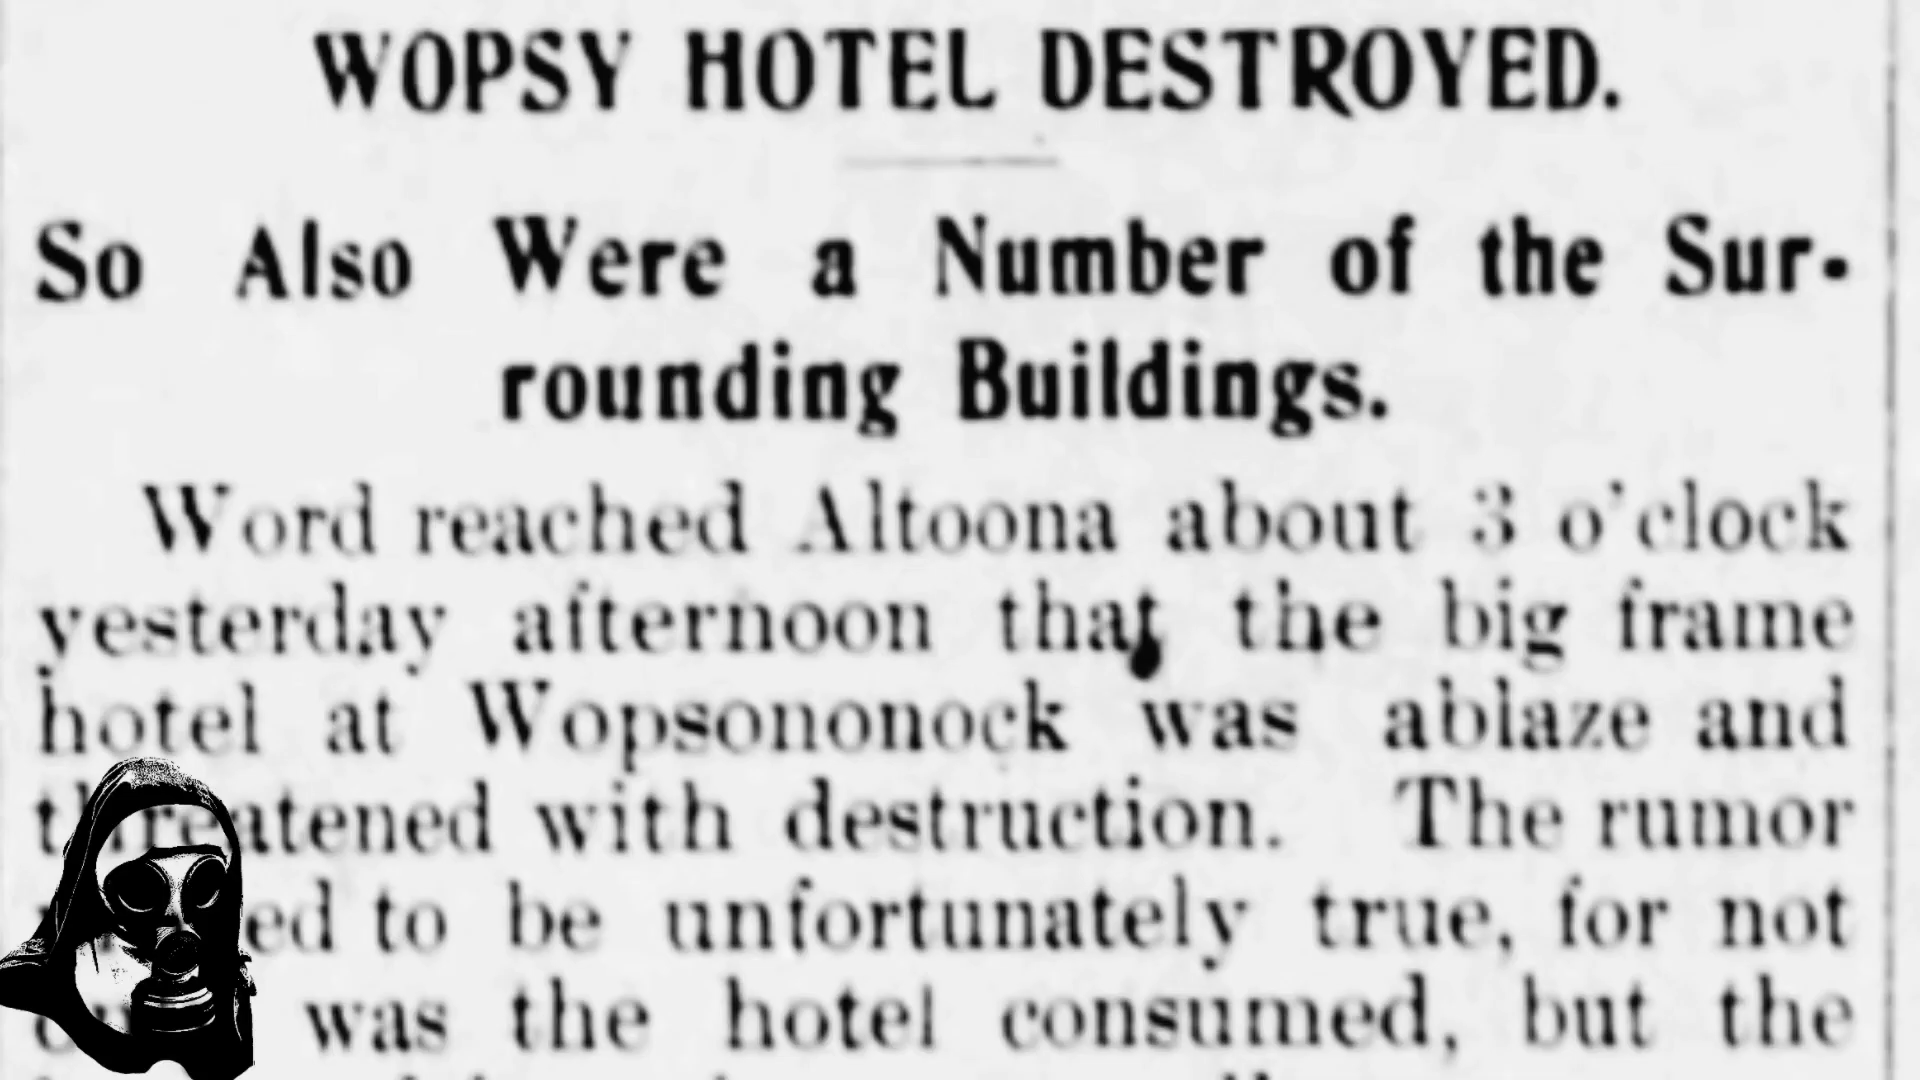 WOPSY HOTEL DESTROYED.
So Also Were a Number of the Sur-
rounding Buildings.
Word reached Altoona about 3 o'clock
yesterday afternoon that the big frame
hotel at Wopsononock was ablaze and
threatened with destruction. The rumor
to be unfortunately true, for not
was the hotel consumed, but the